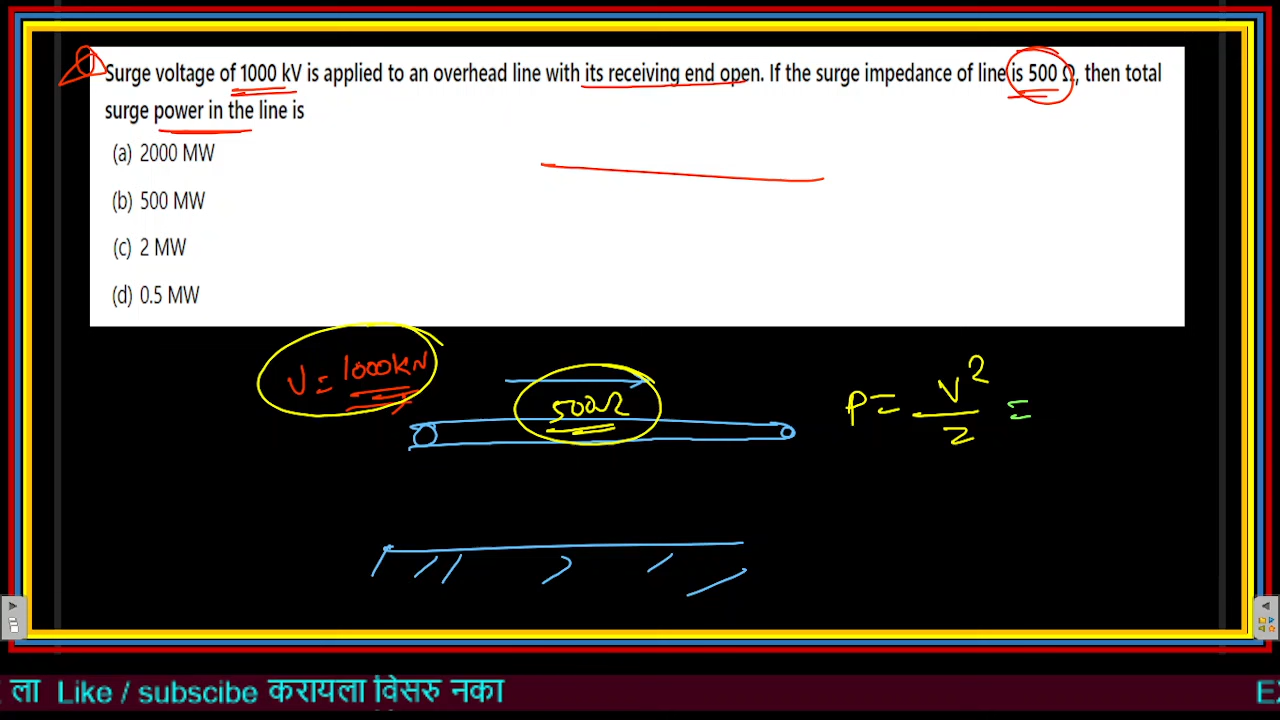 Surge voltage of 1000 kV is applied to an overhead line with its receiving end open. If the surge impedance of line is 500 Ω, then total
surge power in the line is
(a) 2000 MW
(b) 500 MW
(c) 2 MW
(d) 0.5 MW
V = 1000kV
500Ω
P = V² / Z =
ला Like / subscibe करायला विसरु नका